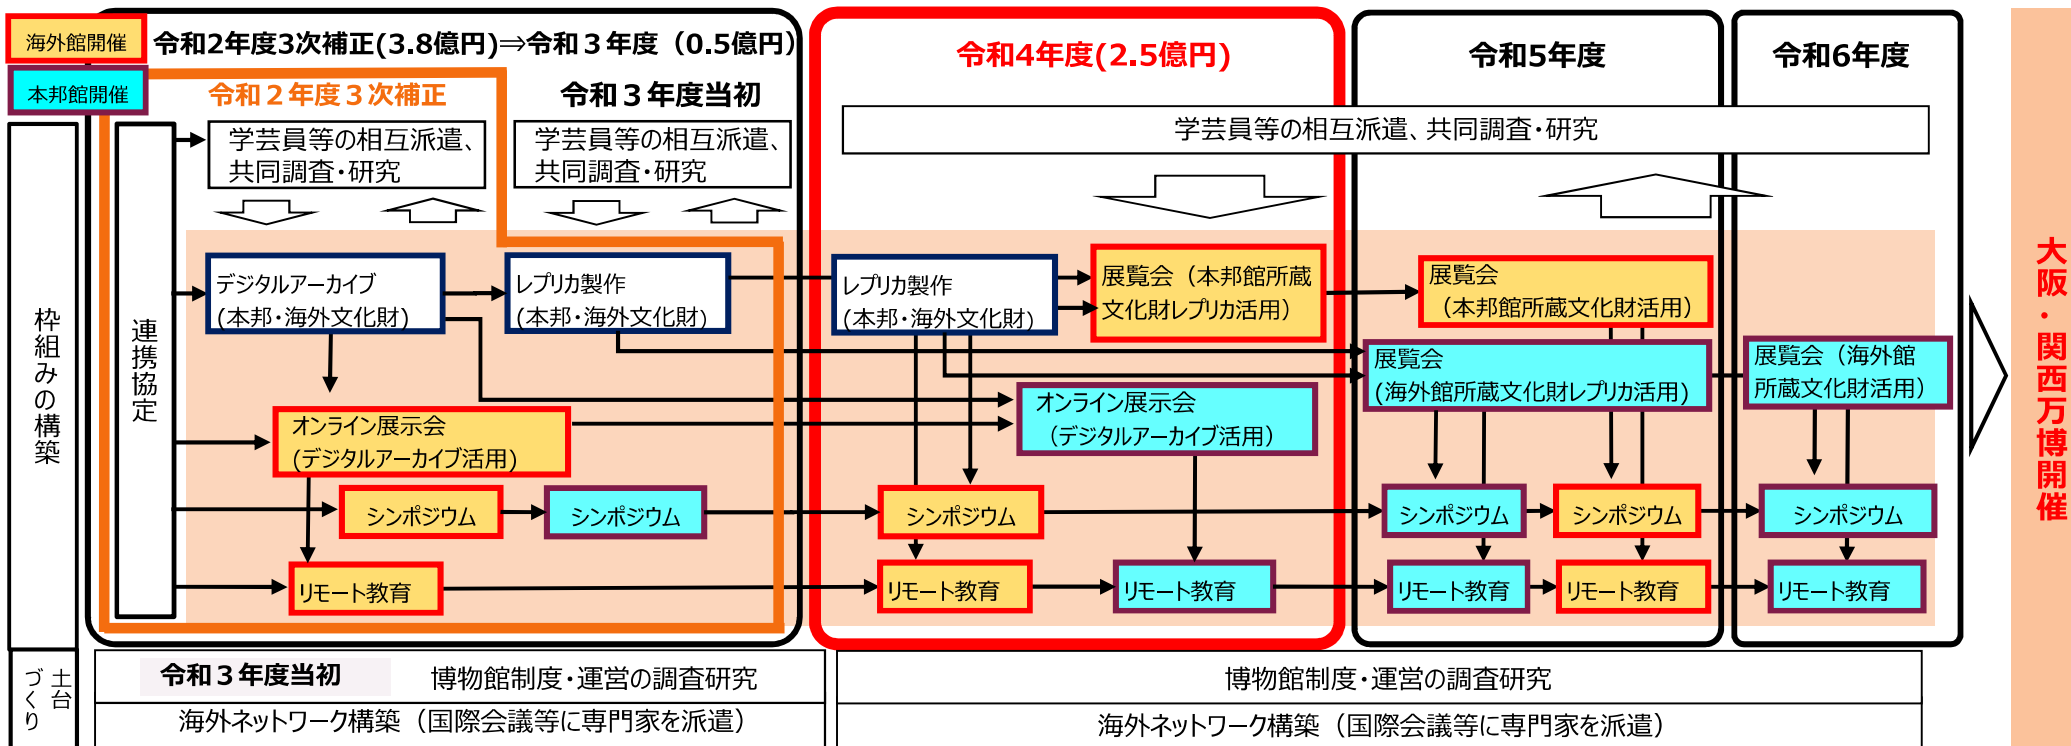 海外館開催
本邦館開催
令和2年度3次補正(3.8億円)⇒令和３年度（0.5億円）
令和２年度３次補正
令和３年度当初
令和4年度(2.5億円)
令和5年度
令和6年度
学芸員等の相互派遣、
共同調査・研究
学芸員等の相互派遣、
共同調査・研究
学芸員等の相互派遣、共同調査・研究
枠組みの構築
連携協定
デジタルアーカイブ
(本邦・海外文化財)
レプリカ製作
(本邦・海外文化財)
レプリカ製作
(本邦・海外文化財)
展覧会（本邦館所蔵
文化財レプリカ活用）
展覧会
（本邦館所蔵文化財活用）
展覧会
(海外館所蔵文化財レプリカ活用）
展覧会（海外館
所蔵文化財活用）
オンライン展示会
(デジタルアーカイブ活用）
オンライン展示会
（デジタルアーカイブ活用）
シンポジウム
シンポジウム
シンポジウム
シンポジウム
シンポジウム
シンポジウム
リモート教育
リモート教育
リモート教育
リモート教育
リモート教育
リモート教育
大阪・関西万博開催
土台
づくり
令和３年度当初
博物館制度・運営の調査研究
海外ネットワーク構築（国際会議等に専門家を派遣）
博物館制度・運営の調査研究
海外ネットワーク構築（国際会議等に専門家を派遣）